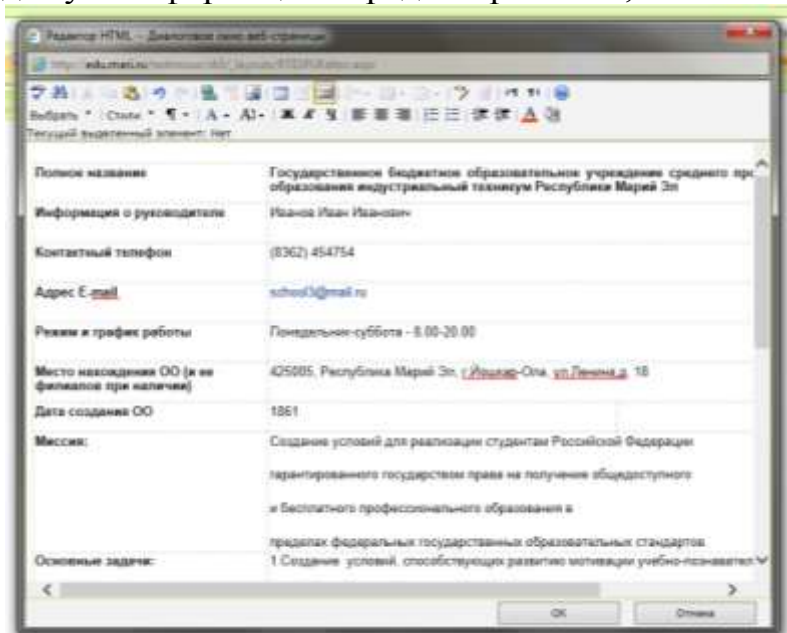 Редактор HTML -- Диалоговое окно веб-страницы
Выбрать
Стили
Текущий выделенный элемент: Нет
Полное название Государственное бюджетное образовательное учреждение среднего про
образования индустриальный техникум Республики Марий Эл
Информация о руководителе Иванов Иван Иванович
Контактный телефон (8362) 454754
Адрес E-mail school3@mail.ru
Режим и график работы Понедельник-суббота - 8.00-20.00
Место нахождения ОО (и ее 425005, Республика Марий Эл, г.Йошкар-Ола, ул.Ленина,д. 18
филиалов при наличии)
Дата создания ОО 1861
Миссия: Создание условий для реализации студентам Российской Федерации
гарантированного государством права на получение общедоступного
и бесплатного профессионального образования в
пределах федеральных государственных образовательных стандартов
Основные задачи: 1 Создание условий, способствующих развитию мотивации учебно-познавател
ОК Отмена